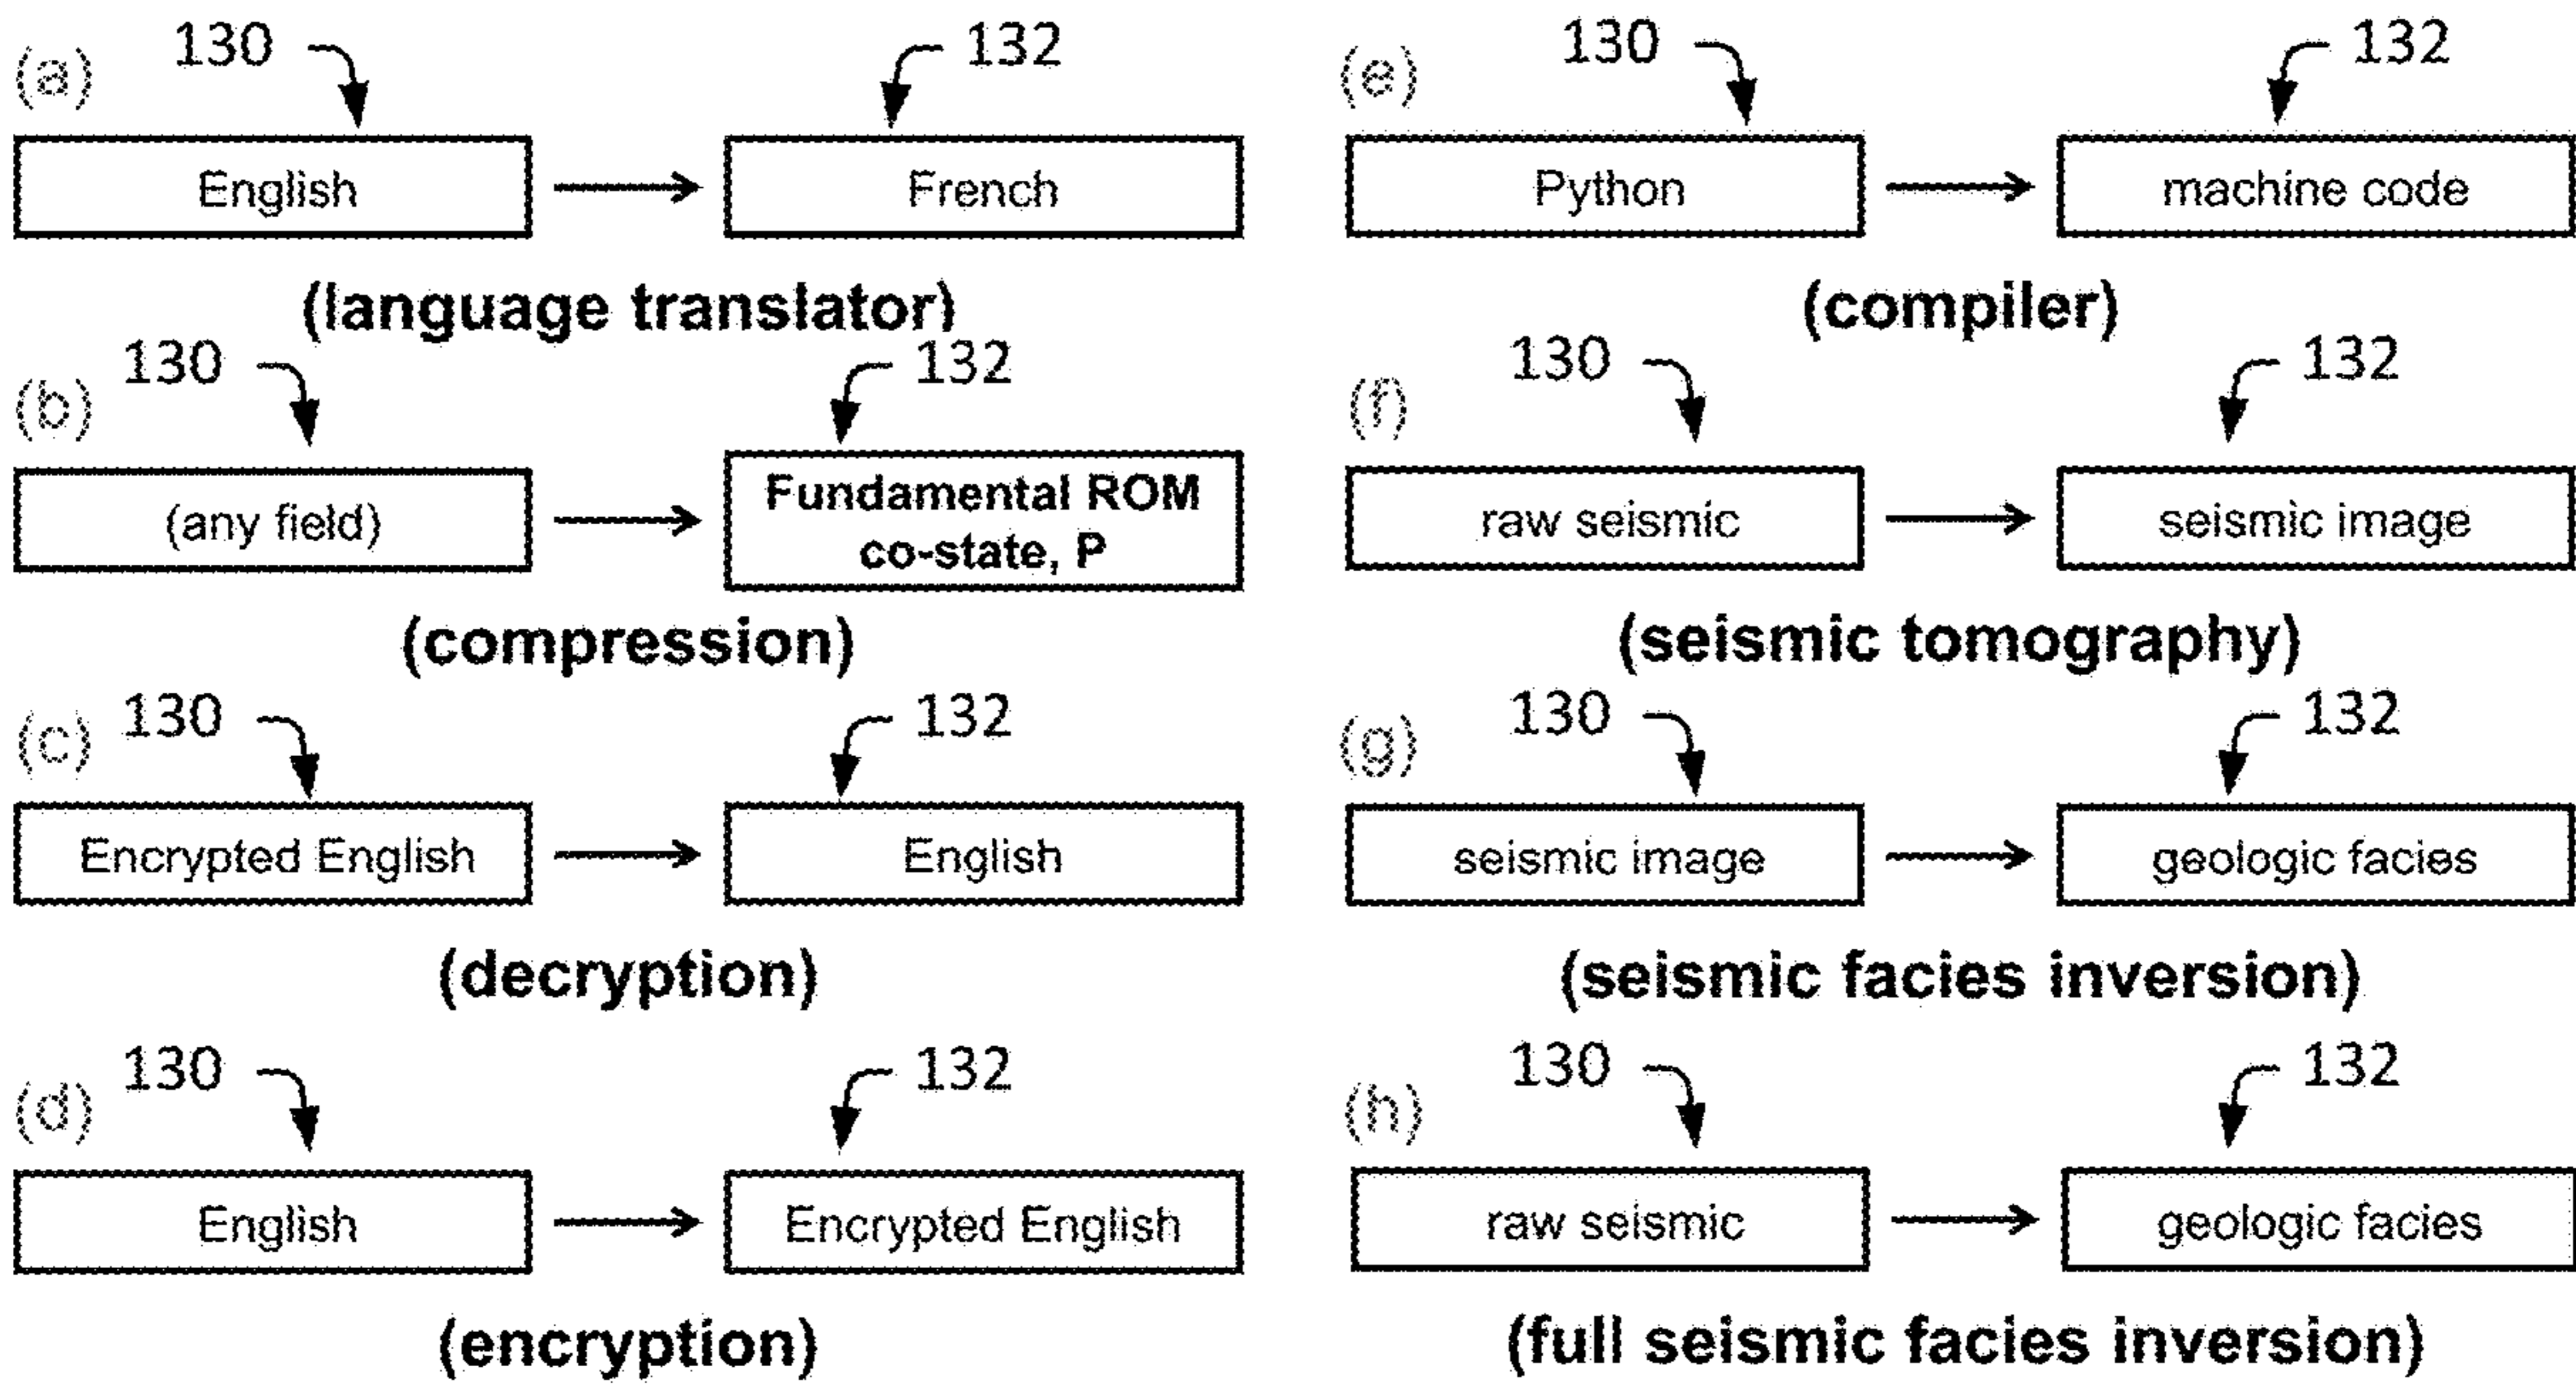 (a) 130 132
English French
(language translator)
(b) 130 132
(any field) Fundamental ROM
co-state, P
(compression)
(c) 130 132
Encrypted English English
(decryption)
(d) 130 132
English Encrypted English
(encryption)
(e) 130 132
Python machine code
(compiler)
(f) 130 132
raw seismic seismic image
(seismic tomography)
(g) 130 132
seismic image geologic facies
(seismic facies inversion)
(h) 130 132
raw seismic geologic facies
(full seismic facies inversion)